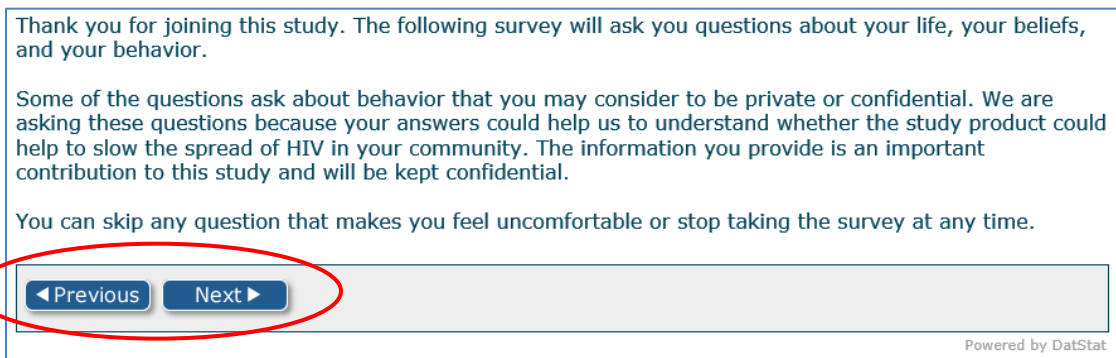 Thank you for joining this study. The following survey will ask you questions about your life, your beliefs,
and your behavior.
Some of the questions ask about behavior that you may consider to be private or confidential. We are
asking these questions because your answers could help us to understand whether the study product could
help to slow the spread of HIV in your community. The information you provide is an important
contribution to this study and will be kept confidential.
You can skip any question that makes you feel uncomfortable or stop taking the survey at any time.
◄Previous Next►
Powered by DatStat